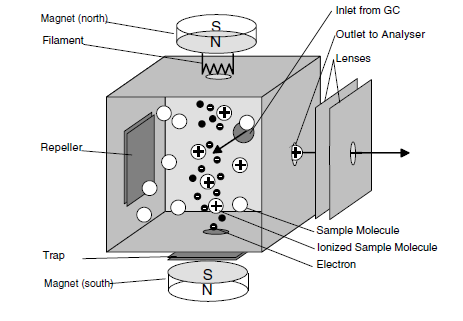 Magnet (north)
S
N
Inlet from GC
Filament
Outlet to Analyser
Lenses
Repeller
Sample Molecule
Ionized Sample Molecule
Electron
Trap
Magnet (south)
S
N